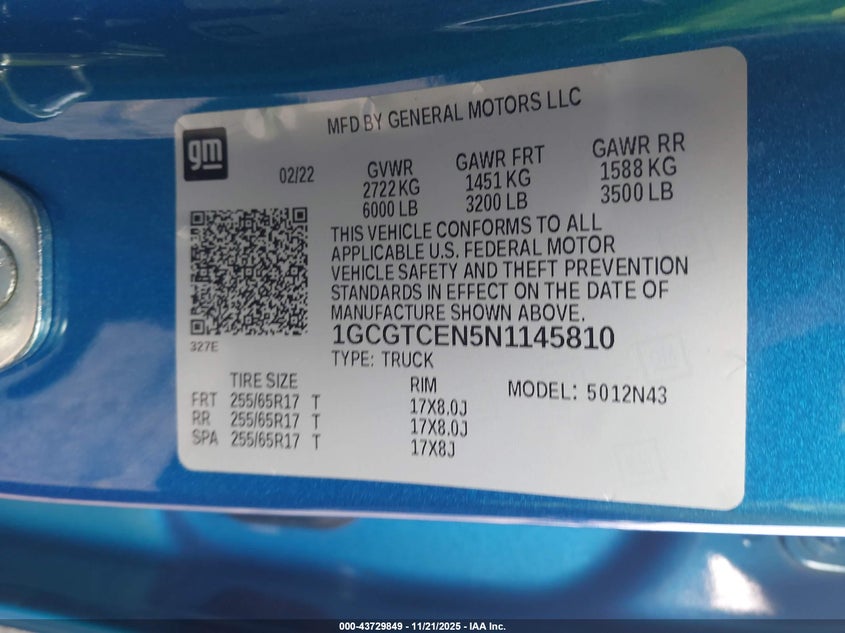 MFD BY GENERAL MOTORS LLC
gm
02/22
GVWR GAWR FRT GAWR RR
2722 KG 1451 KG 1588 KG
6000 LB 3200 LB 3500 LB
THIS VEHICLE CONFORMS TO ALL
APPLICABLE U.S. FEDERAL MOTOR
VEHICLE SAFETY AND THEFT PREVENTION
STANDARDS IN EFFECT ON THE DATE OF
MANUFACTURE SHOWN ABOVE.
327E
1GCGTCEN5N1145810
TYPE: TRUCK
TIRE SIZE RIM MODEL: 5012N43
FRT 255/65R17 T 17X8.0J
RR 255/65R17 T 17X8.0J
SPA 255/65R17 T 17X8J
000-43729849 - 11/21/2025 - IAA Inc.